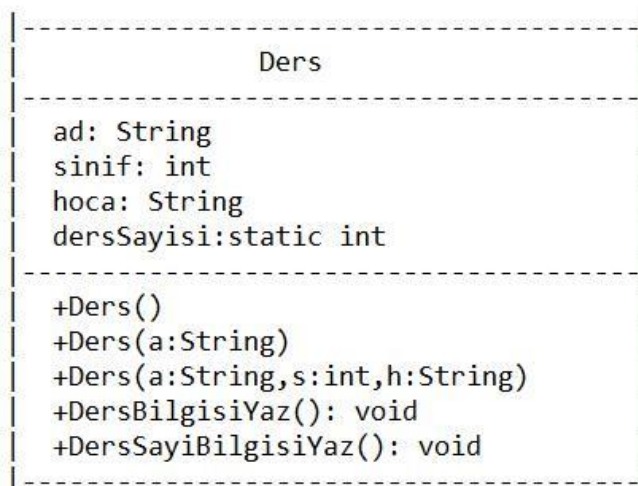 Ders
ad: String
sinif: int
hoca: String
dersSayisi:static int
+Ders()
+Ders(a:String)
+Ders(a:String,s:int,h:String)
+DersBilgisiYaz(): void
+DersSayiBilgisiYaz(): void